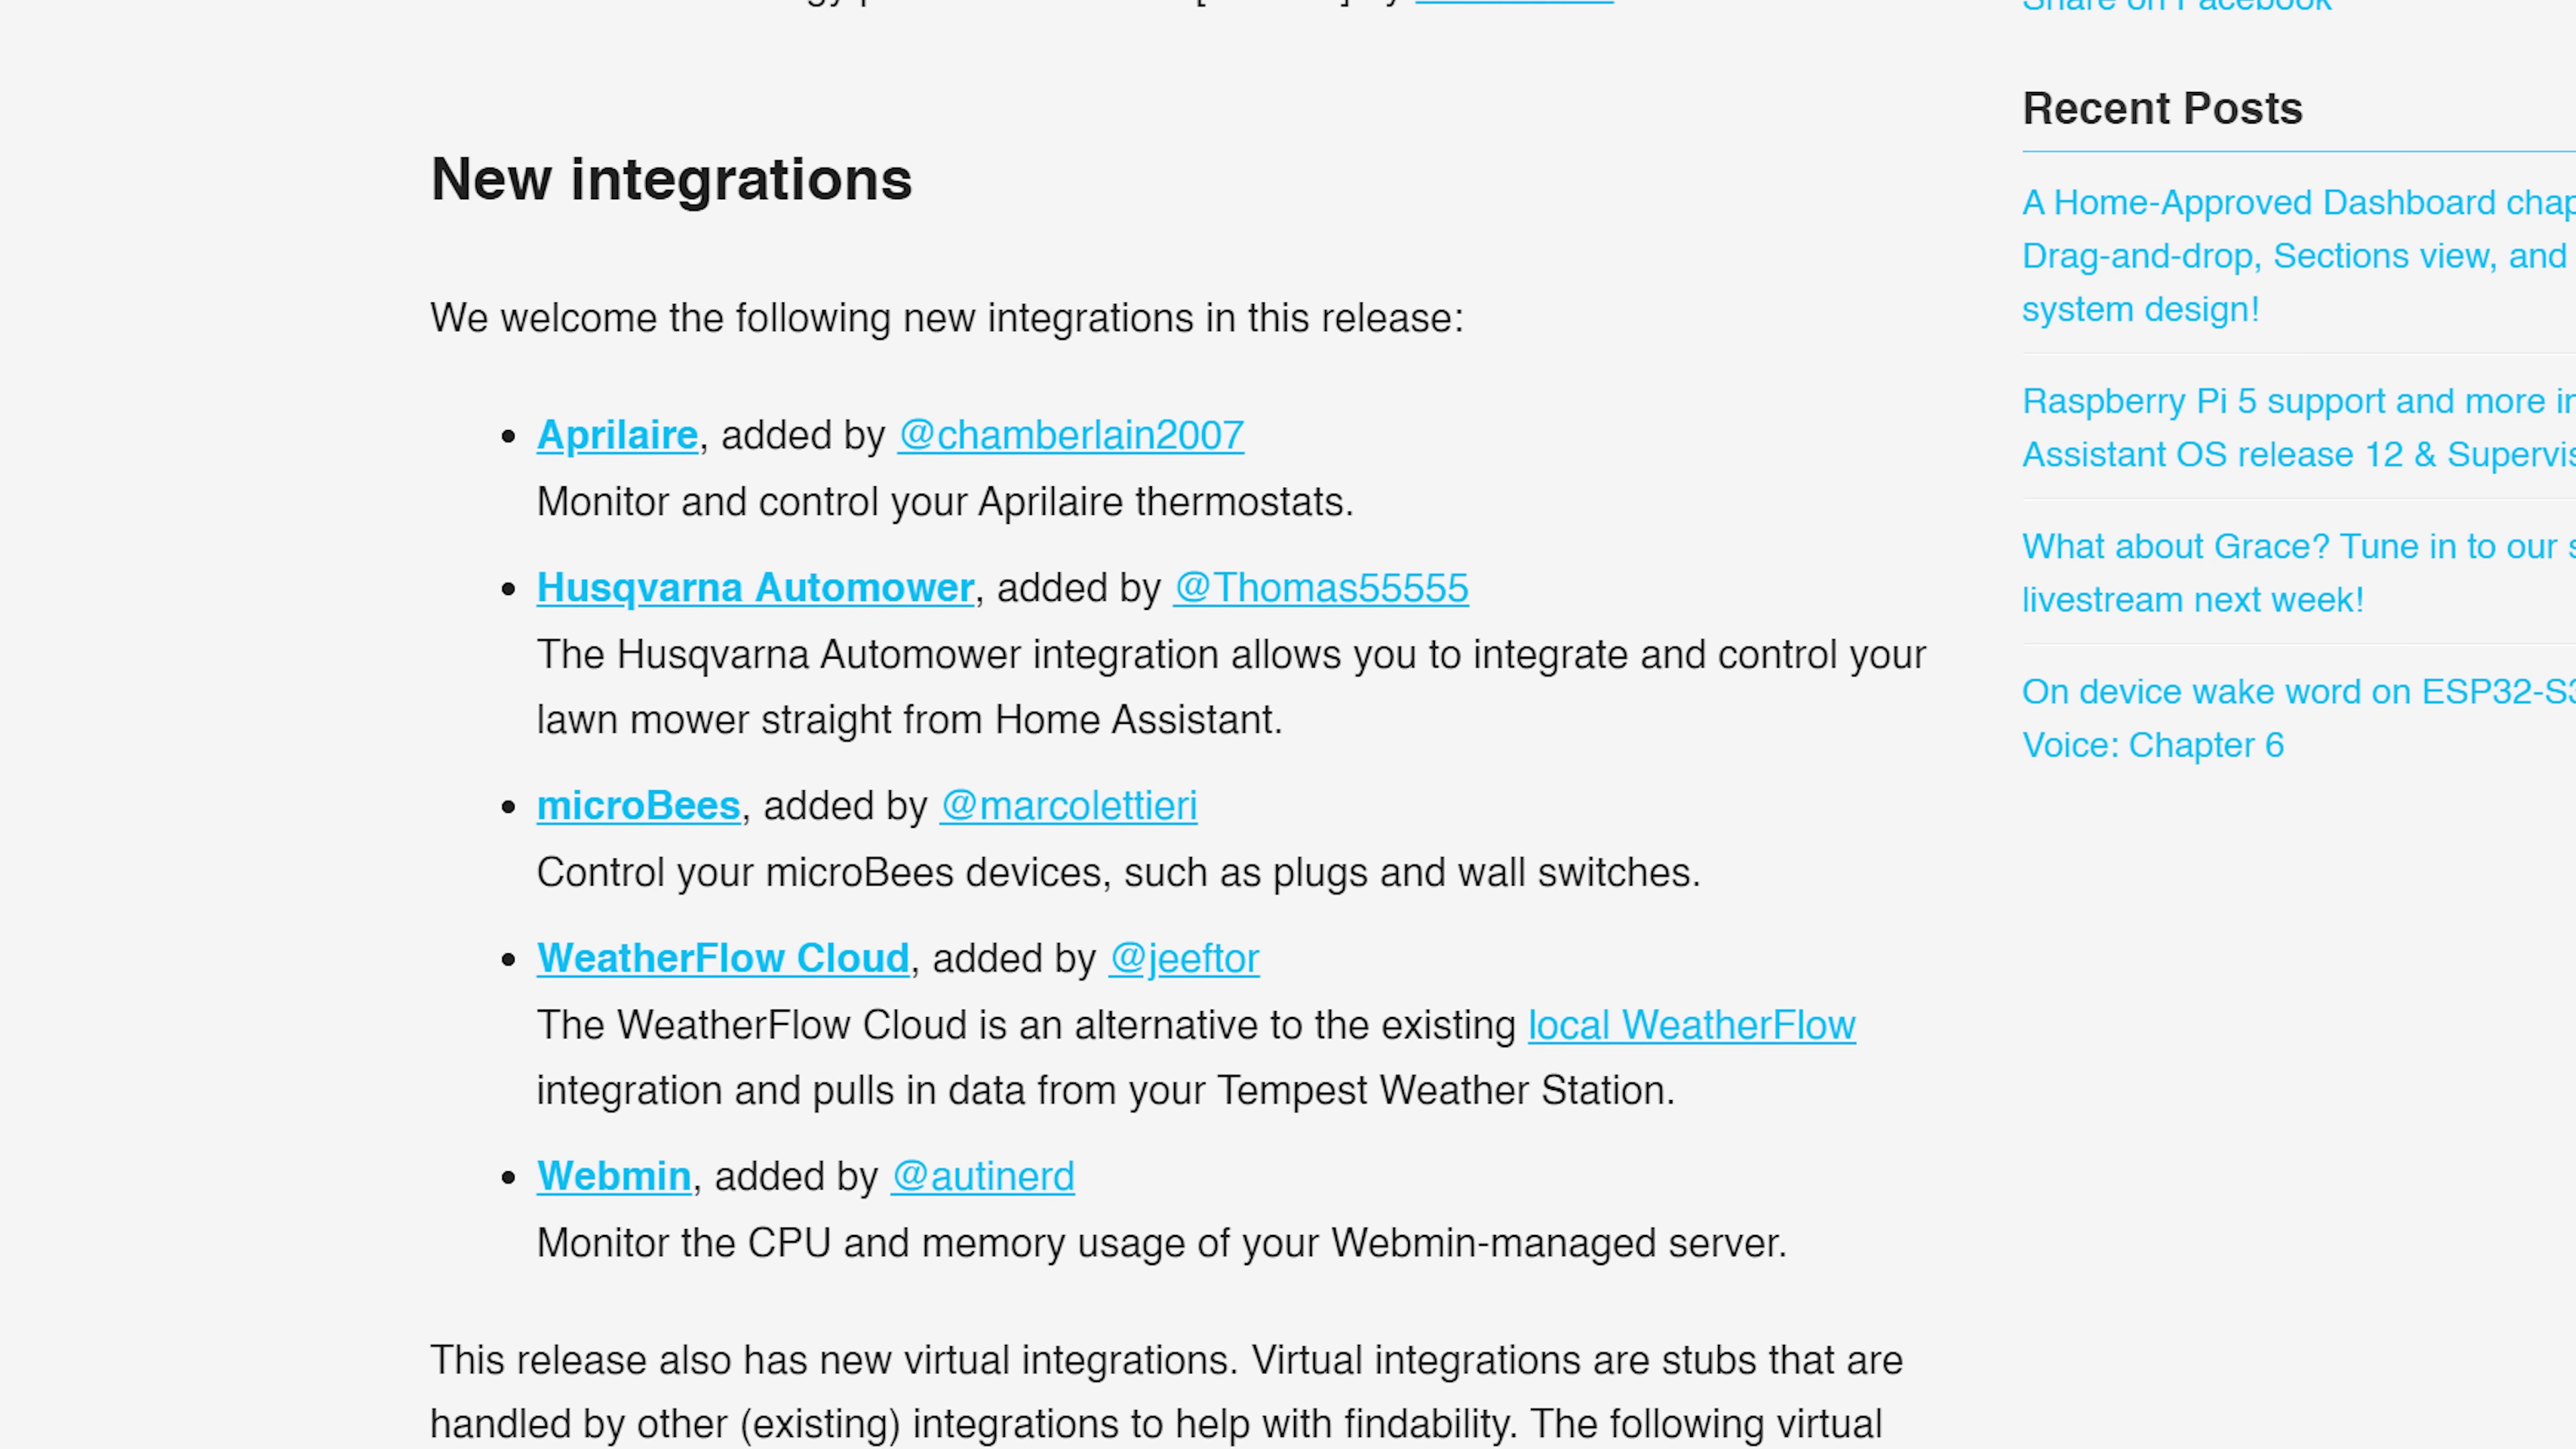 Share on Facebook
New integrations
We welcome the following new integrations in this release:
Aprilaire, added by @chamberlain2007
Monitor and control your Aprilaire thermostats.
Husqvarna Automower, added by @Thomas55555
The Husqvarna Automower integration allows you to integrate and control your
lawn mower straight from Home Assistant.
microBees, added by @marcolettieri
Control your microBees devices, such as plugs and wall switches.
WeatherFlow Cloud, added by @jeeftor
The WeatherFlow Cloud is an alternative to the existing local WeatherFlow
integration and pulls in data from your Tempest Weather Station.
Webmin, added by @autinerd
Monitor the CPU and memory usage of your Webmin-managed server.
This release also has new virtual integrations. Virtual integrations are stubs that are
handled by other (existing) integrations to help with findability. The following virtual
Recent Posts
A Home-Approved Dashboard
Drag-and-drop, Sections view, and
system design!
Raspberry Pi 5 support and more
Assistant OS release 12 &
What about Grace? Tune in to our
livestream next week!
On device wake word on
Voice: Chapter 6